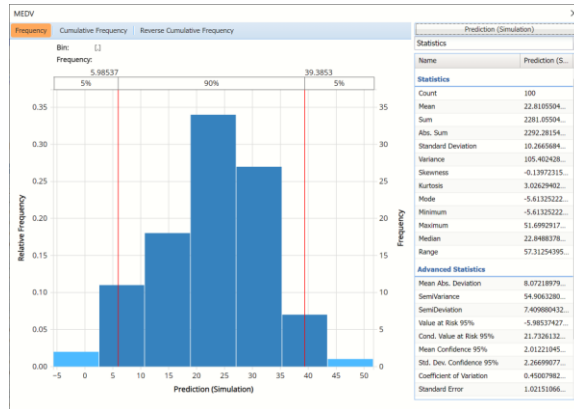 MEDV
Frequency Cumulative Frequency Reverse Cumulative Frequency
Bin: [,]
Frequency:
5.98537 39.3853
5% 90% 5%
0.35 35
0.30 30
0.25 25
0.20 20
0.15 15
0.10 10
0.05 5
0.00 0
-5 0 5 10 15 20 25 30 35 40 45 50
Relative Frequency
Frequency
Prediction (Simulation)
Prediction (Simulation)
Statistics
Name Prediction (S...
Statistics
Count 100
Mean 22.8105504...
Sum 2281.05504...
Abs. Sum 2292.28154...
Standard Deviation 10.2665684...
Variance 105.402428...
Skewness -0.13972315...
Kurtosis 3.02629402...
Mode -5.61325222...
Minimum -5.61325222...
Maximum 51.6992917...
Median 22.8488378...
Range 57.31254395...
Advanced Statistics
Mean Abs. Deviation 8.07218979...
SemiVariance 54.9063280...
SemiDeviation 7.409880432...
Value at Risk 95% -5.98537427...
Cond. Value at Risk 95% 21.7326132...
Mean Confidence 95% 2.01221045...
Std. Dev. Confidence 95% 2.26699077...
Coefficient of Variation 0.45007982...
Standard Error 1.02151066...